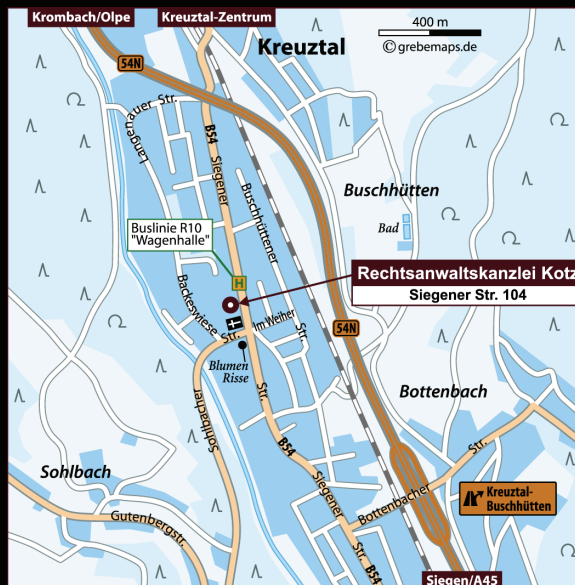 Krombach/Olpe
Kreuztal-Zentrum
400 m
© grebemaps.de
Kreuztal
54N
Langenauer Str.
B54
Siegener
Buschhüttener
Buschhütten
Bad
Buslinie R10
"Wagenhalle"
H
Rechtsanwaltskanzlei Kotz
Siegener Str. 104
Backeswiese
Str.
Im Weiher
Str.
54N
Blumen
Risse
Sohlbacher
Str.
Str.
B54
Bottenbach
Sohlbach
Siegener
Str.
B54
Bottenbacher
Str.
Kreuztal-
Buschhütten
Gutenbergstr.
Siegen/A45